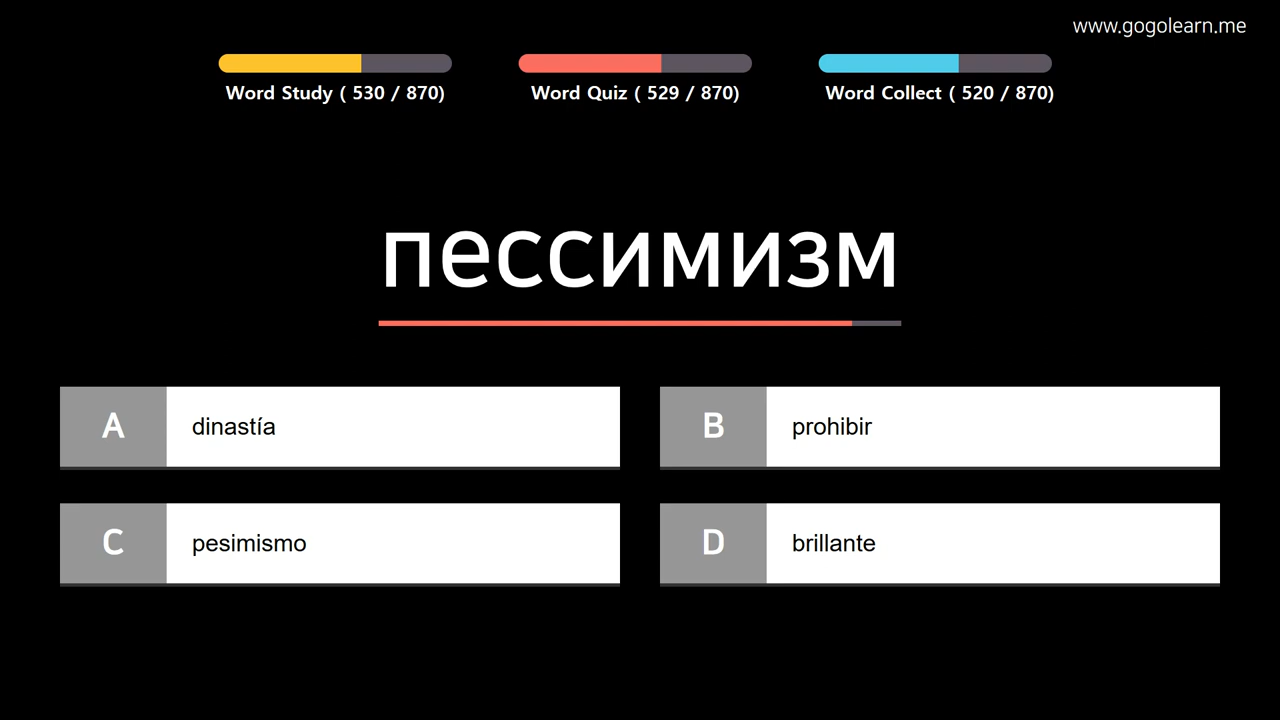 www.gogolearn.me
Word Study ( 530 / 870)
Word Quiz ( 529 / 870)
Word Collect ( 520 / 870)
пессимизм
A dinastía
B prohibir
C pesimismo
D brillante